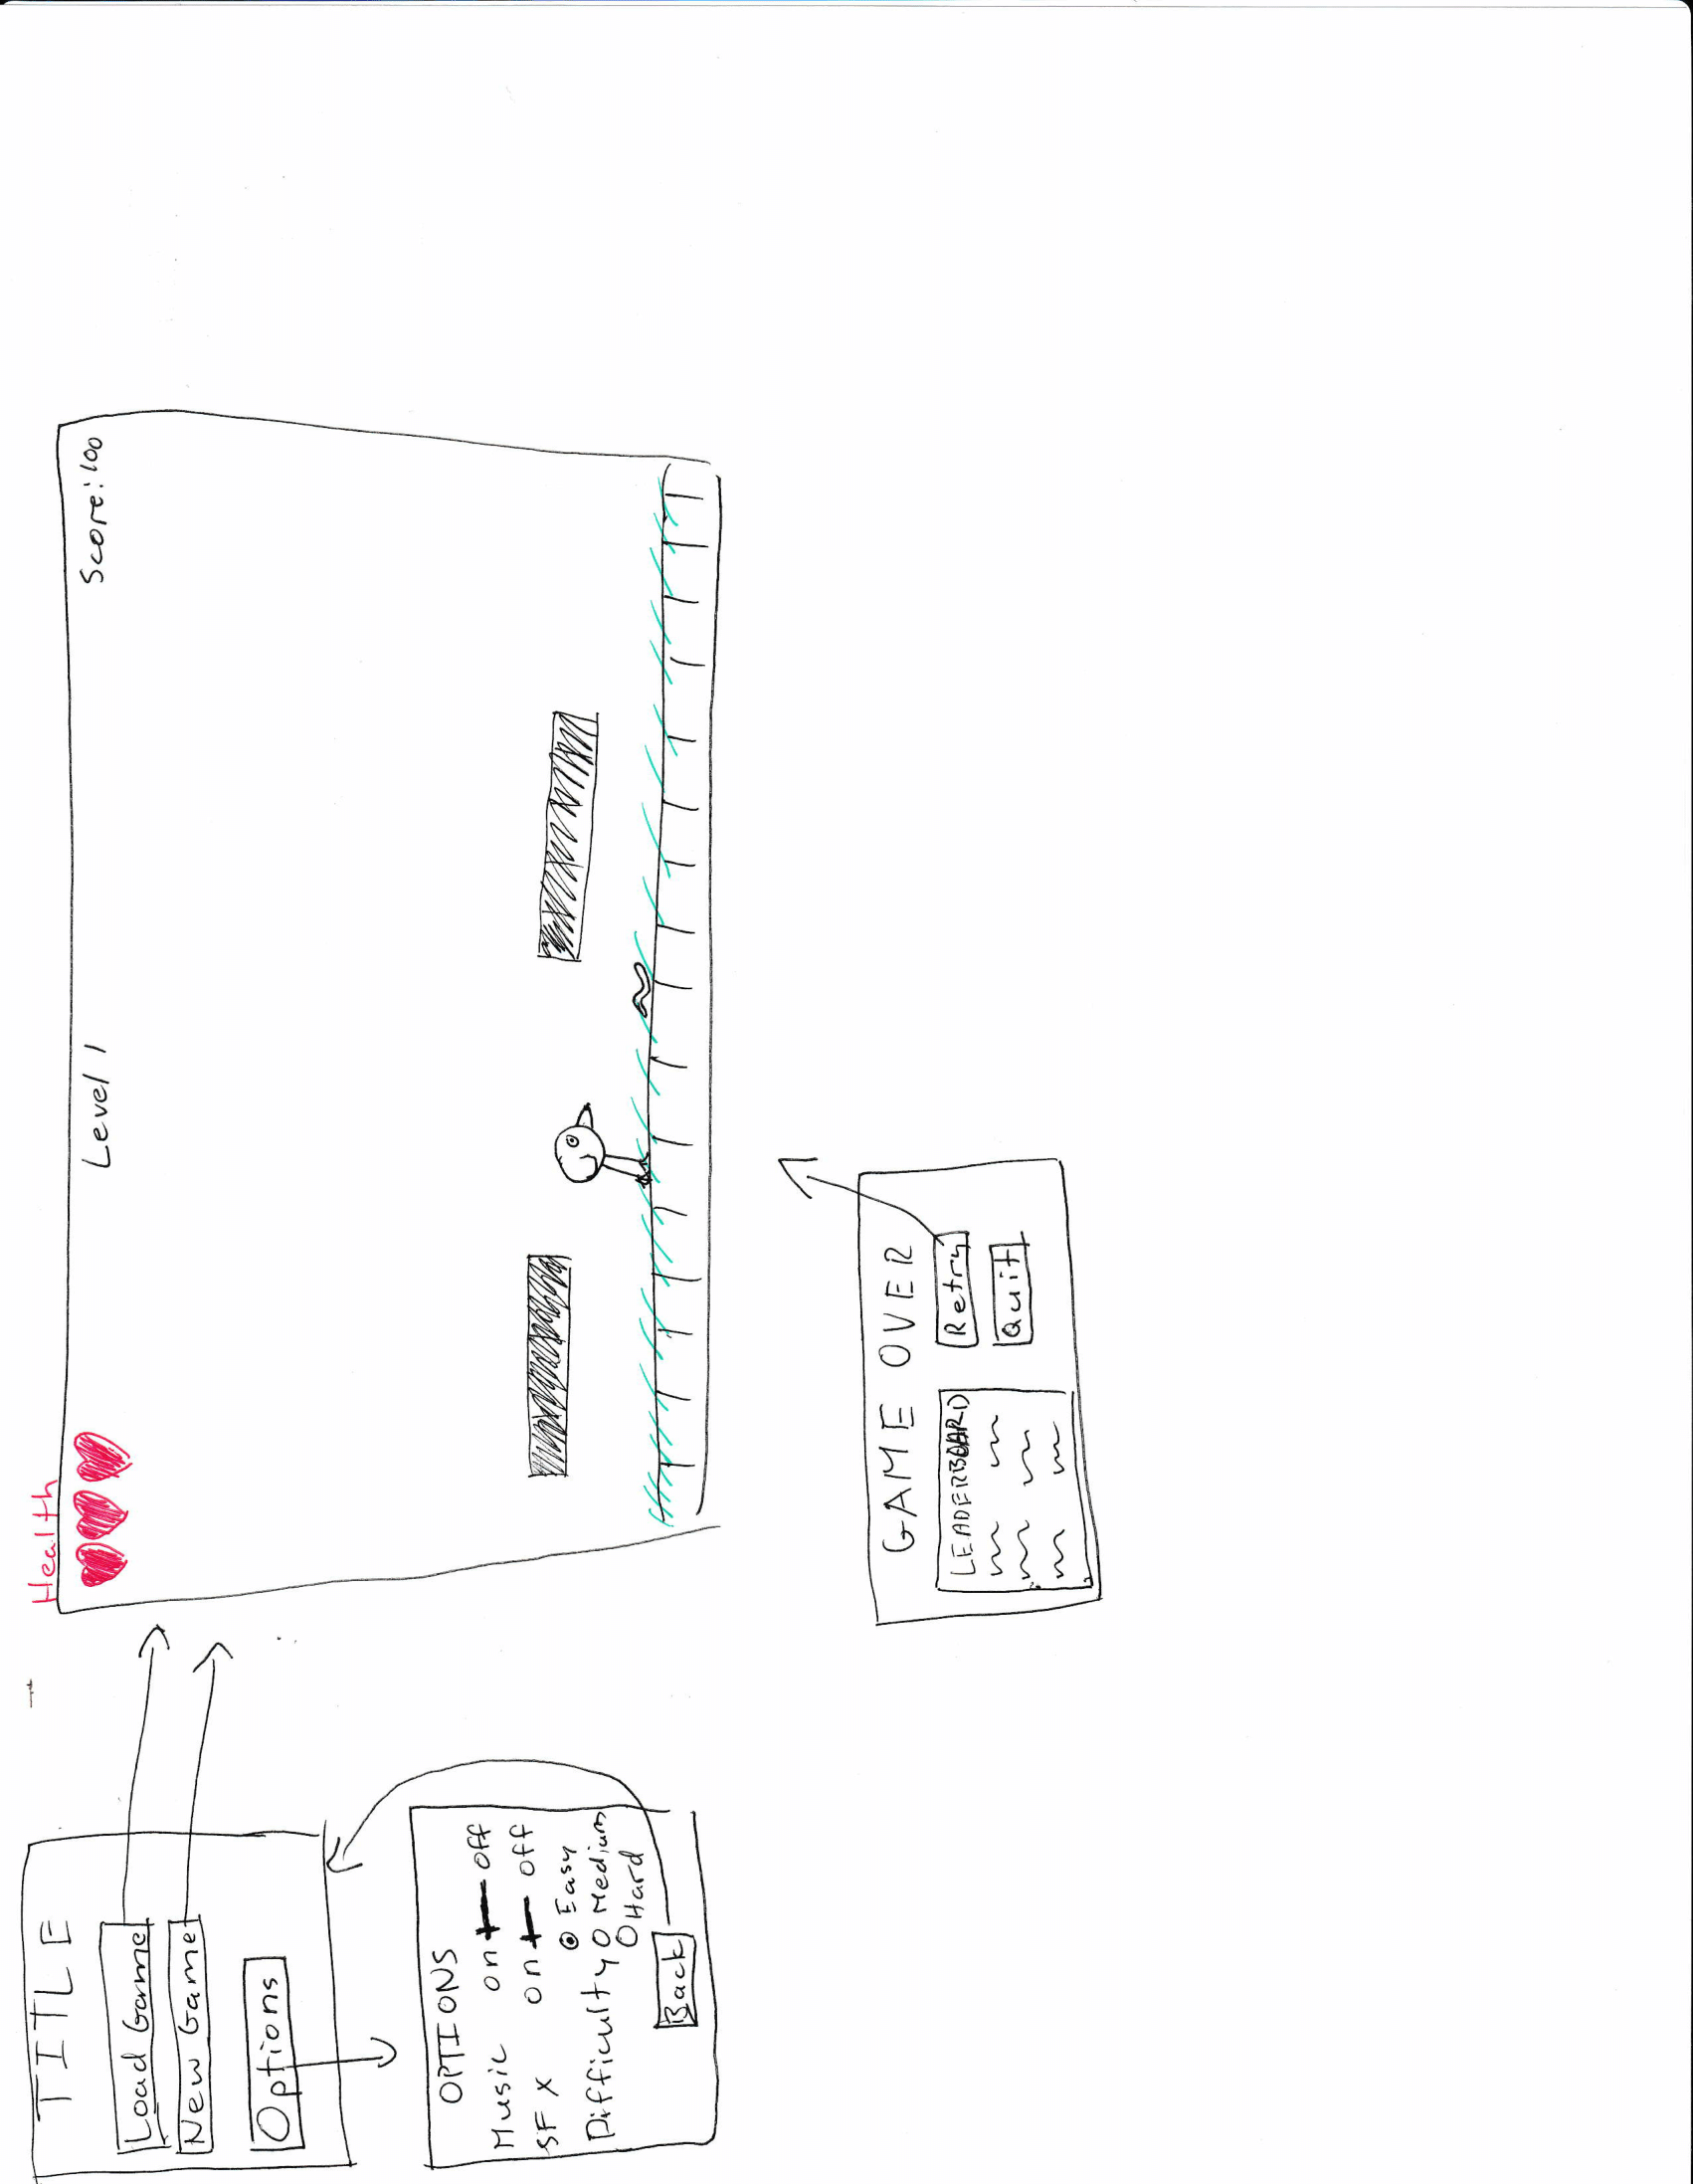 TITLE
Load Game
New Game
Options
OPTIONS
Music on off
SFX on off
Difficulty Easy
Medium
Hard
Back
Health
Level 1
Score: 100
GAME OVER
LEADERBOARD
Retry
Quit